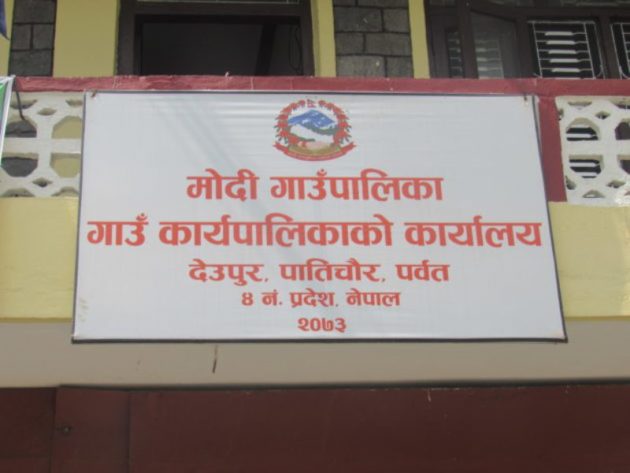 मोदी गाउँपालिका
गाउँ कार्यपालिकाको कार्यालय
देउपुर, पातिचौर, पर्वत
४ नं. प्रदेश, नेपाल
२०७३